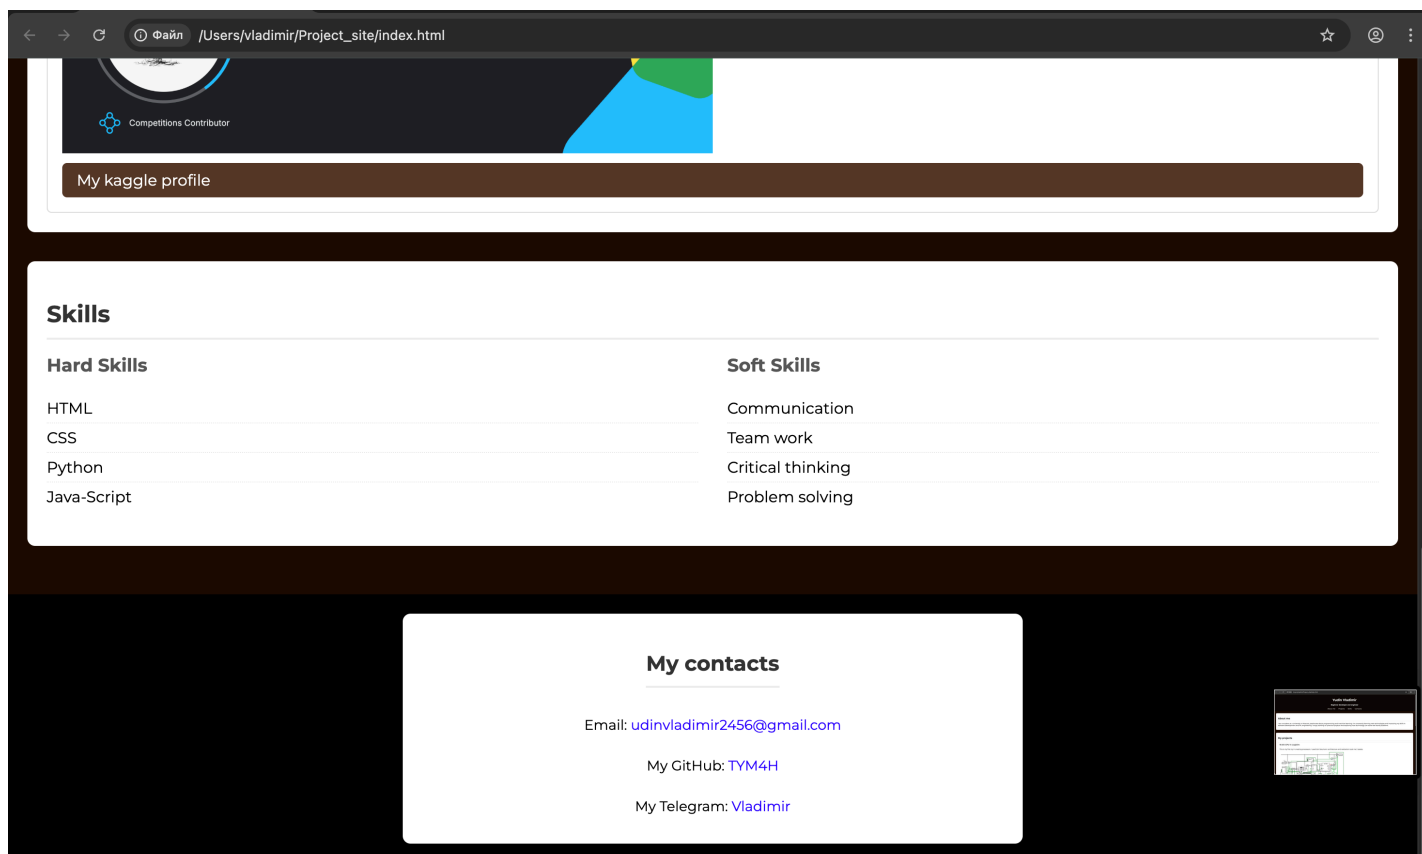 Файл /Users/vladimir/Project_site/index.html
Competitions Contributor
My kaggle profile
Skills
Hard Skills
HTML
CSS
Python
Java-Script
Soft Skills
Communication
Team work
Critical thinking
Problem solving
My contacts
Email: udinvladimir2456@gmail.com
My GitHub: TYM4H
My Telegram: Vladimir